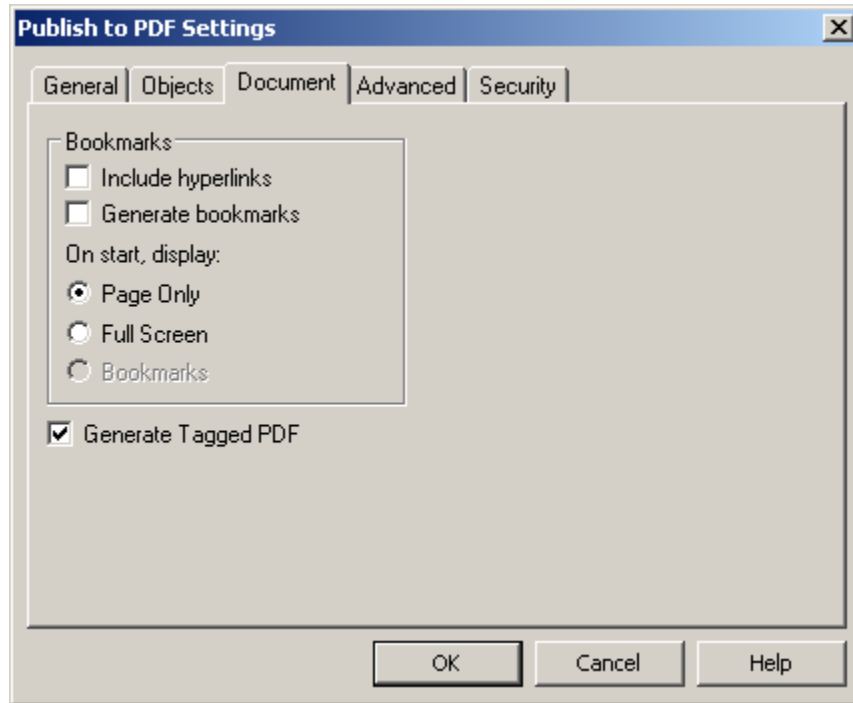 Publish to PDF Settings
General Objects Document Advanced Security
Bookmarks
Include hyperlinks
Generate bookmarks
On start, display:
Page Only
Full Screen
Bookmarks
Generate Tagged PDF
OK Cancel Help